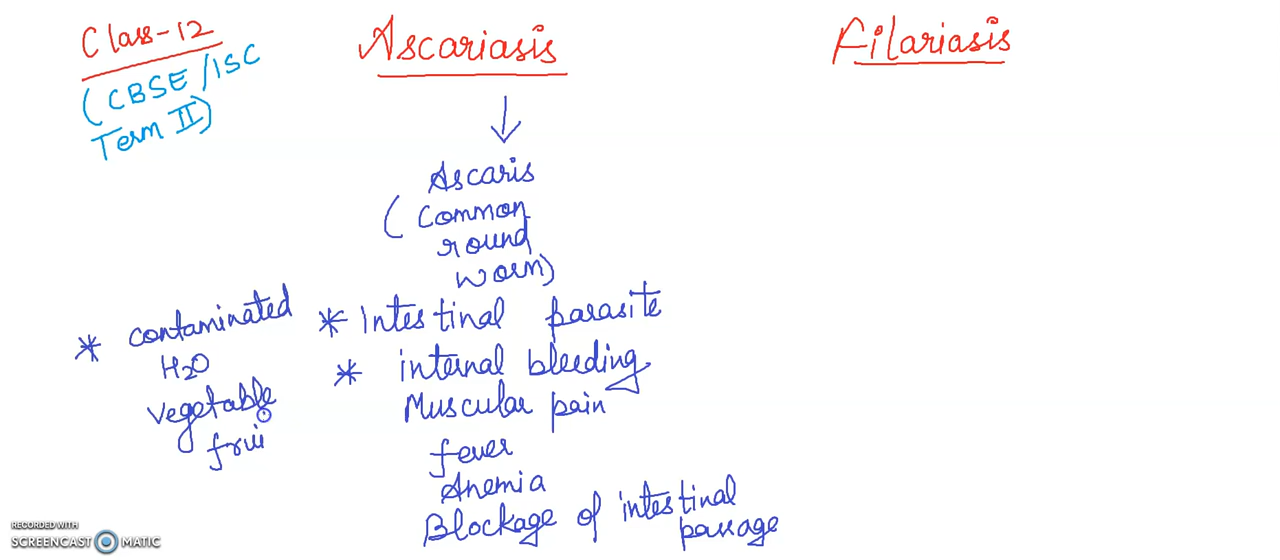 Class-12
(CBSE/ISC
Term II)
Ascariasis
Filariasis
Ascaris
(Common
round
worm)
* Intestinal parasite
* internal bleeding
Muscular pain
fever
Anemia
Blockage of intestinal
passage
* contaminated
H2O
vegetable
frui
RECORDED WITH
SCREENCAST MATIC